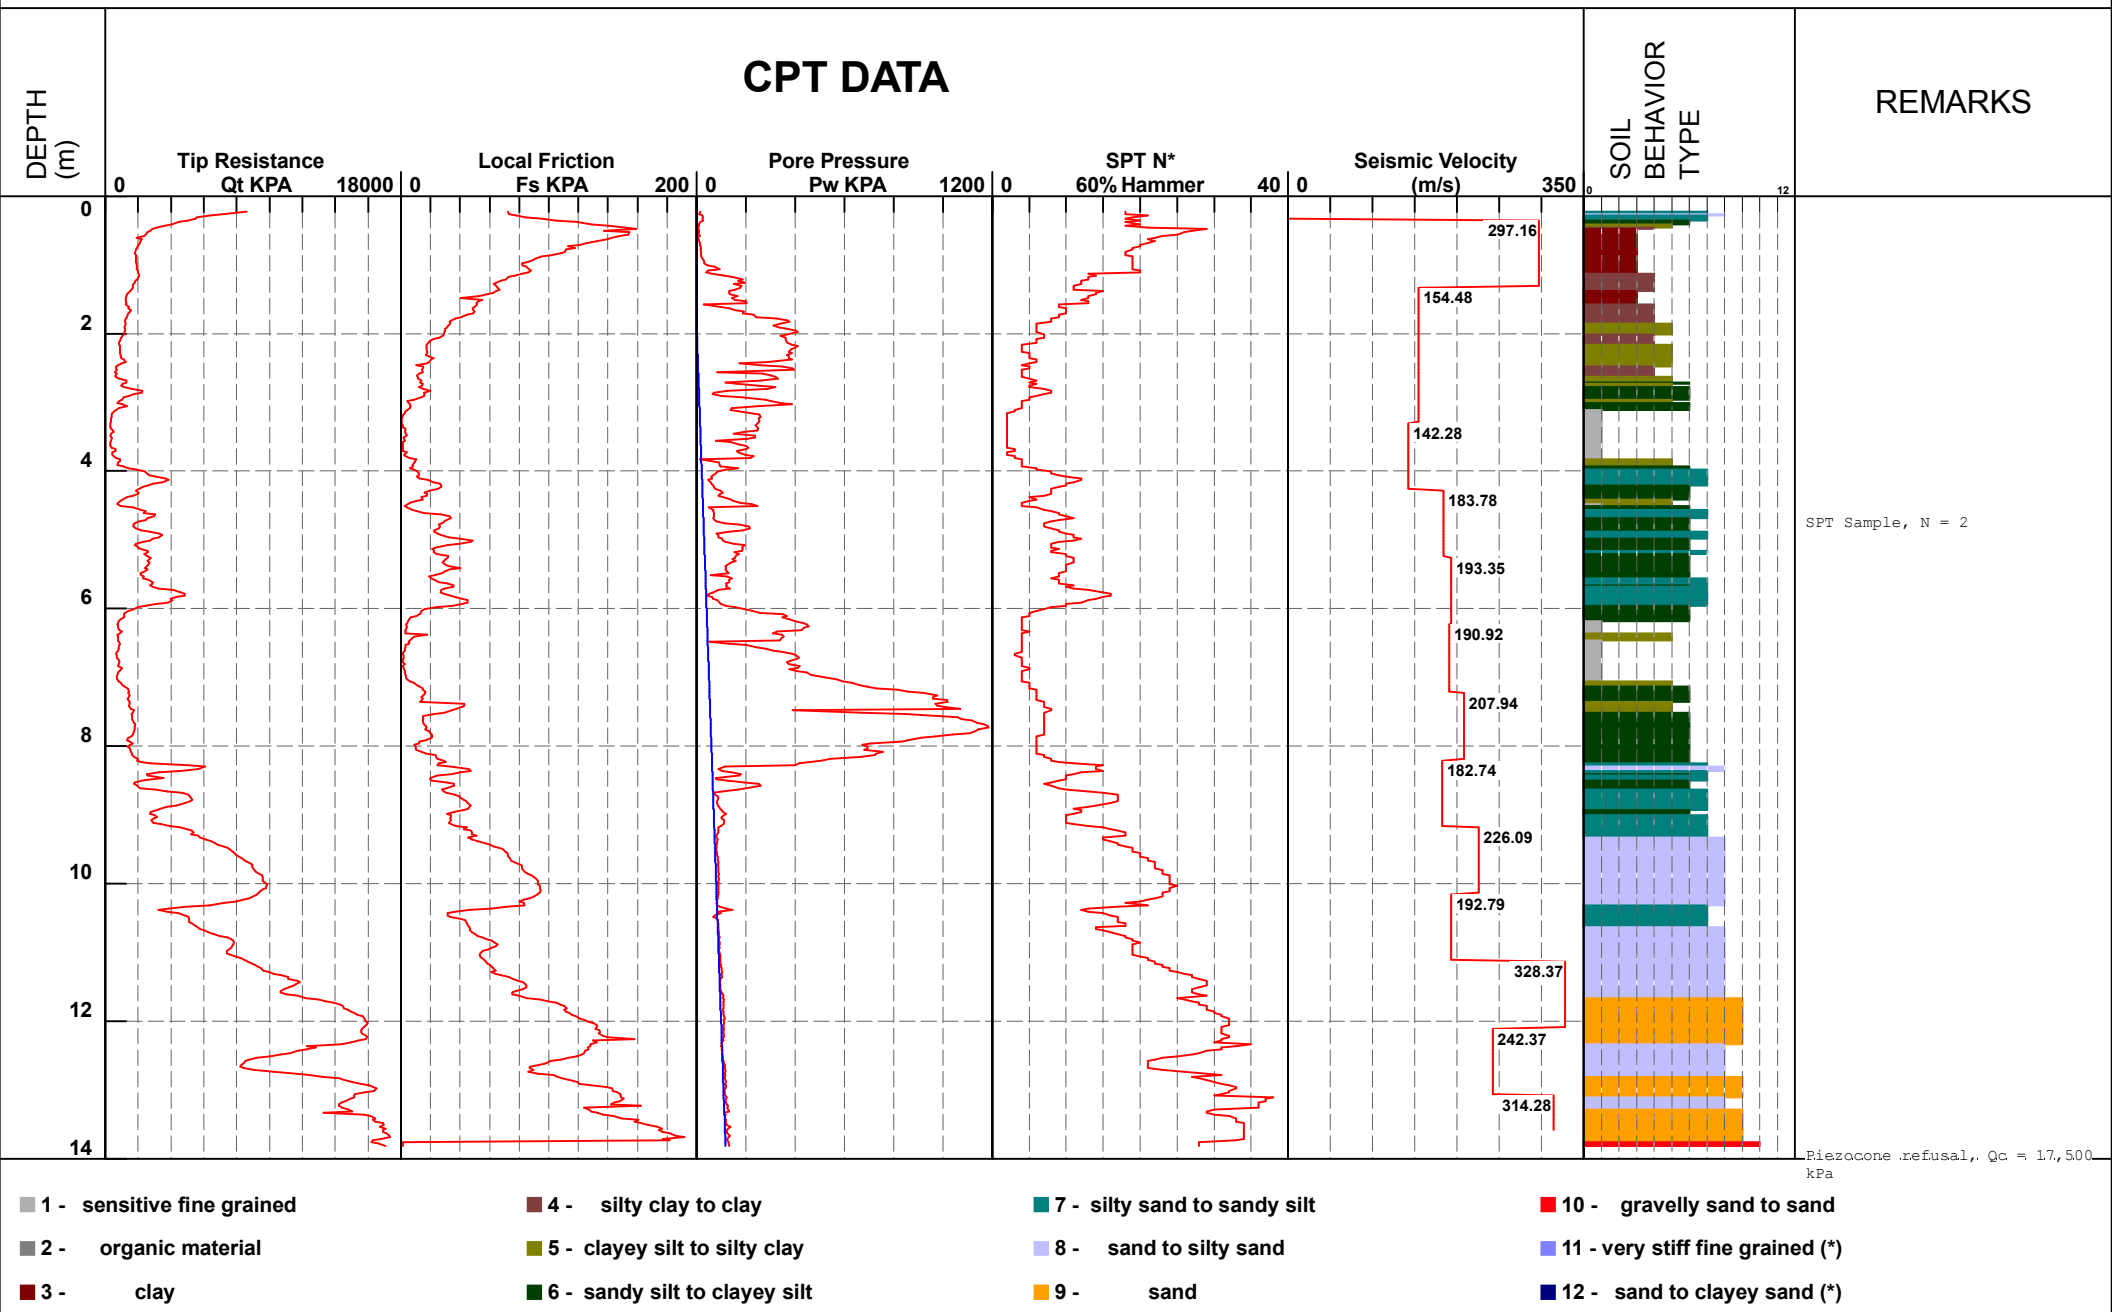 CPT DATA
DEPTH
(m)
SOIL
BEHAVIOR
TYPE
REMARKS
Tip Resistance
0 Qt KPA 18000
Local Friction
0 Fs KPA 200
Pore Pressure
0 Pw KPA 1200
SPT N*
0 60% Hammer 40
Seismic Velocity
0 (m/s) 350
0 12
0
297.16
154.48
2
142.28
4
183.78
SPT Sample, N = 2
193.35
6
190.92
207.94
8
182.74
226.09
10
192.79
328.37
12
242.37
314.28
14
Piezocone refusal, Qc = 17,500
kPa
1 - sensitive fine grained
4 - silty clay to clay
7 - silty sand to sandy silt
10 - gravelly sand to sand
2 - organic material
5 - clayey silt to silty clay
8 - sand to silty sand
11 - very stiff fine grained (*)
3 - clay
6 - sandy silt to clayey silt
9 - sand
12 - sand to clayey sand (*)